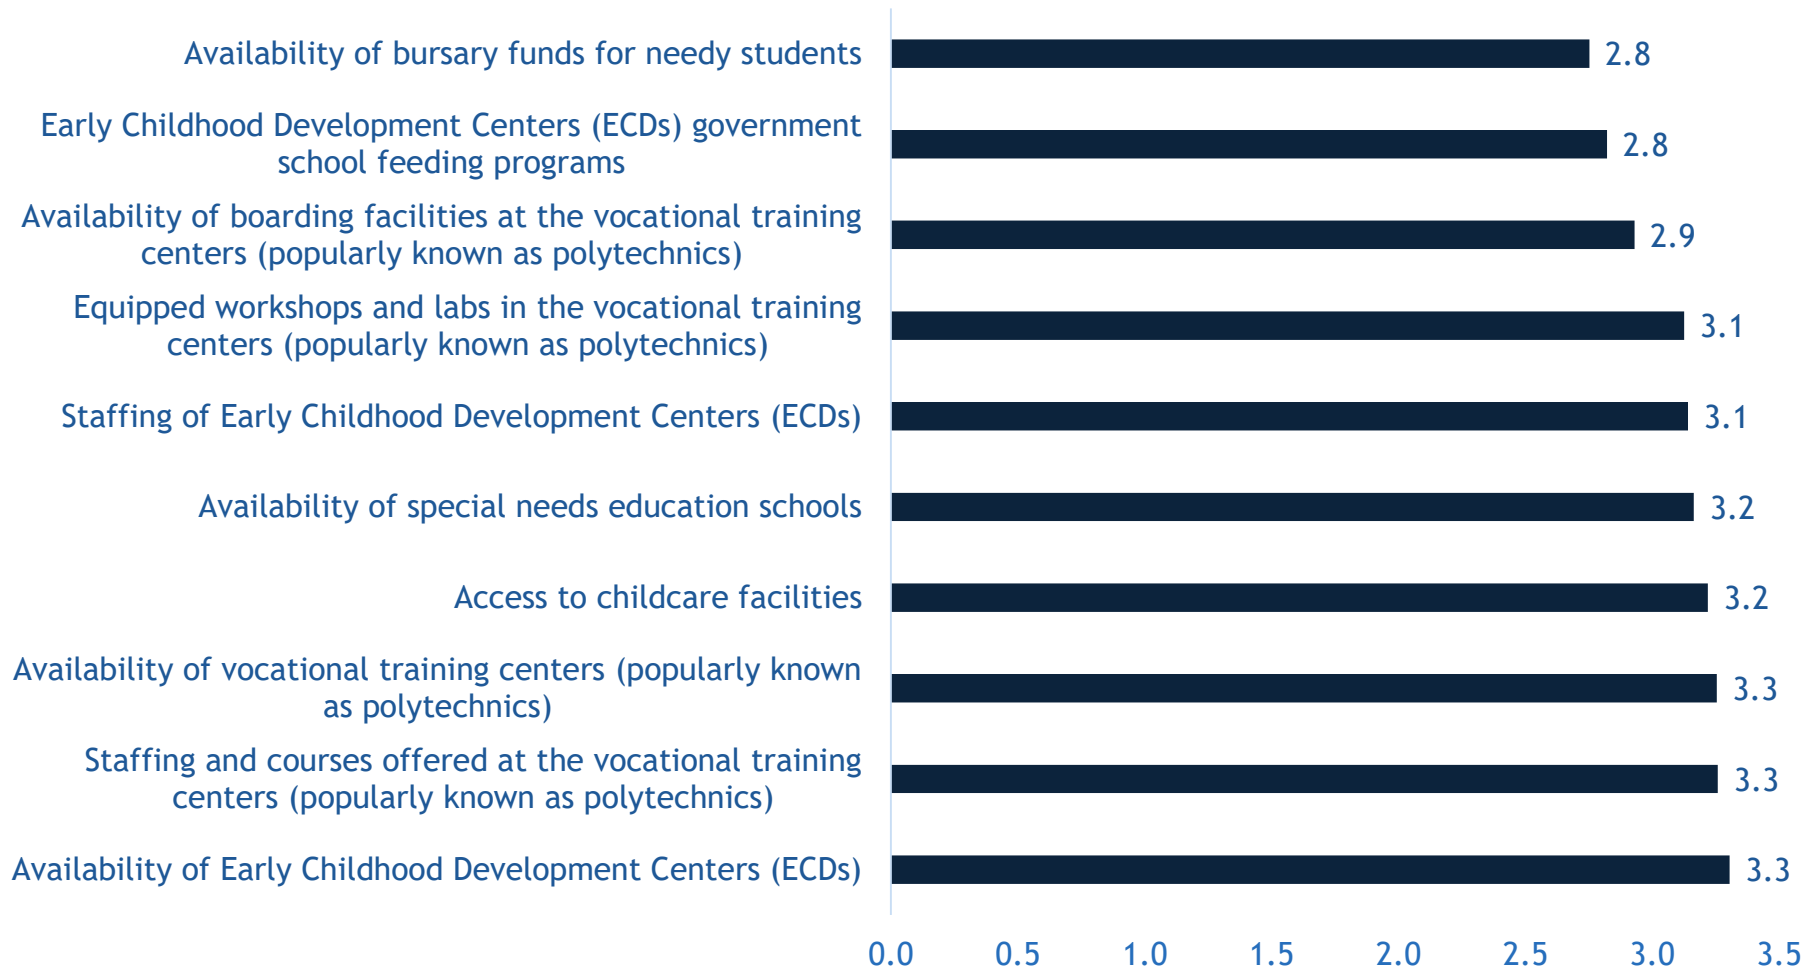 Availability of bursary funds for needy students
2.8
Early Childhood Development Centers (ECDs) government
school feeding programs
2.8
Availability of boarding facilities at the vocational training
centers (popularly known as polytechnics)
2.9
Equipped workshops and labs in the vocational training
centers (popularly known as polytechnics)
3.1
Staffing of Early Childhood Development Centers (ECDs)
3.1
Availability of special needs education schools
3.2
Access to childcare facilities
3.2
Availability of vocational training centers (popularly known
as polytechnics)
3.3
Staffing and courses offered at the vocational training
centers (popularly known as polytechnics)
3.3
Availability of Early Childhood Development Centers (ECDs)
3.3
0.0 0.5 1.0 1.5 2.0 2.5 3.0 3.5